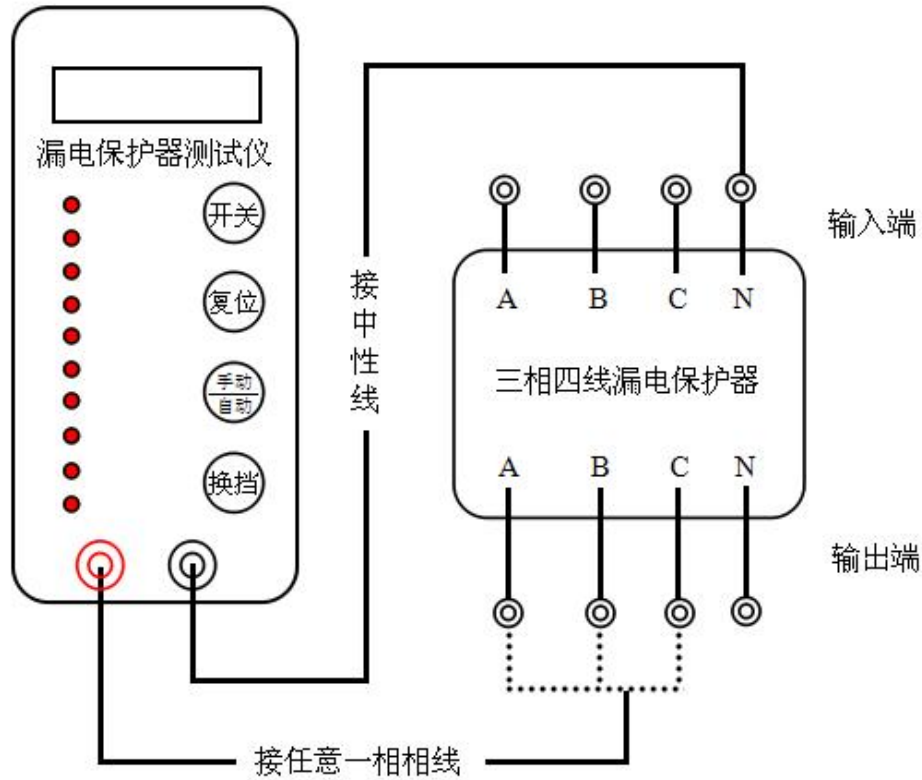 漏电保护器测试仪
开关
复位
手动
自动
换挡
接中性线
接任意一相相线
输入端
A B C N
三相四线漏电保护器
A B C N
输出端